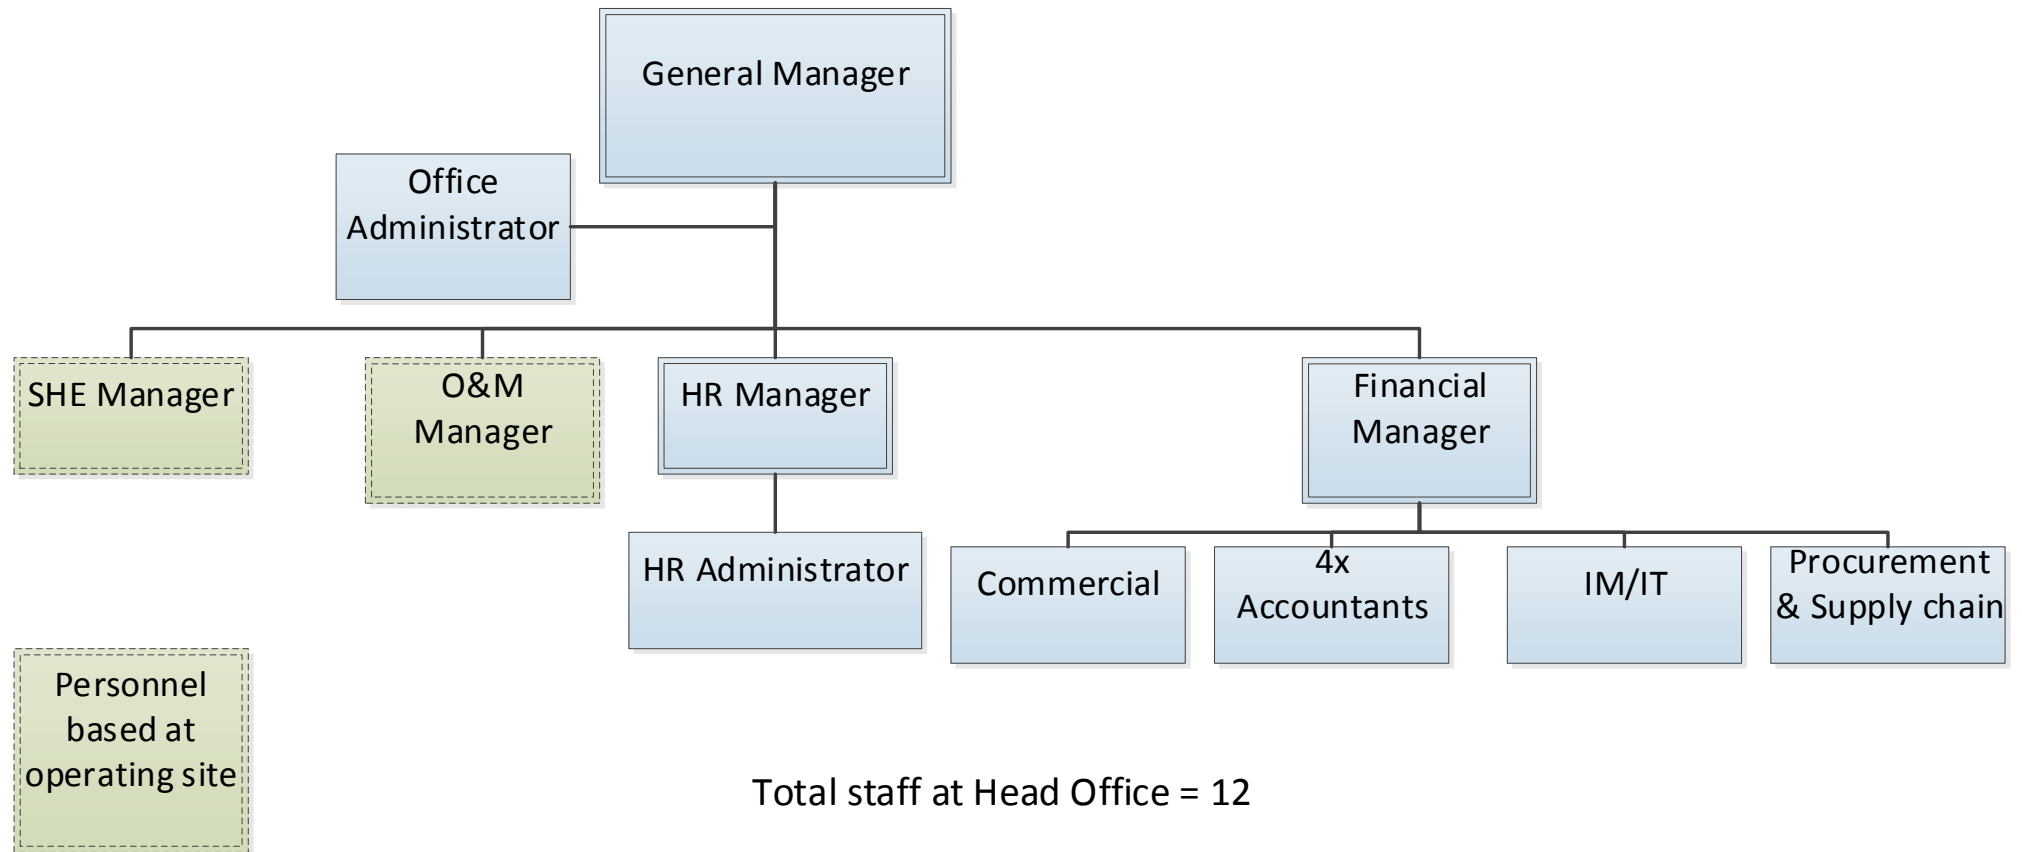 General Manager
Office
Administrator
SHE Manager
O&M
Manager
HR Manager
Financial
Manager
HR Administrator
Commercial
4x
Accountants
IM/IT
Procurement
& Supply chain
Personnel
based at
operating site
Total staff at Head Office = 12